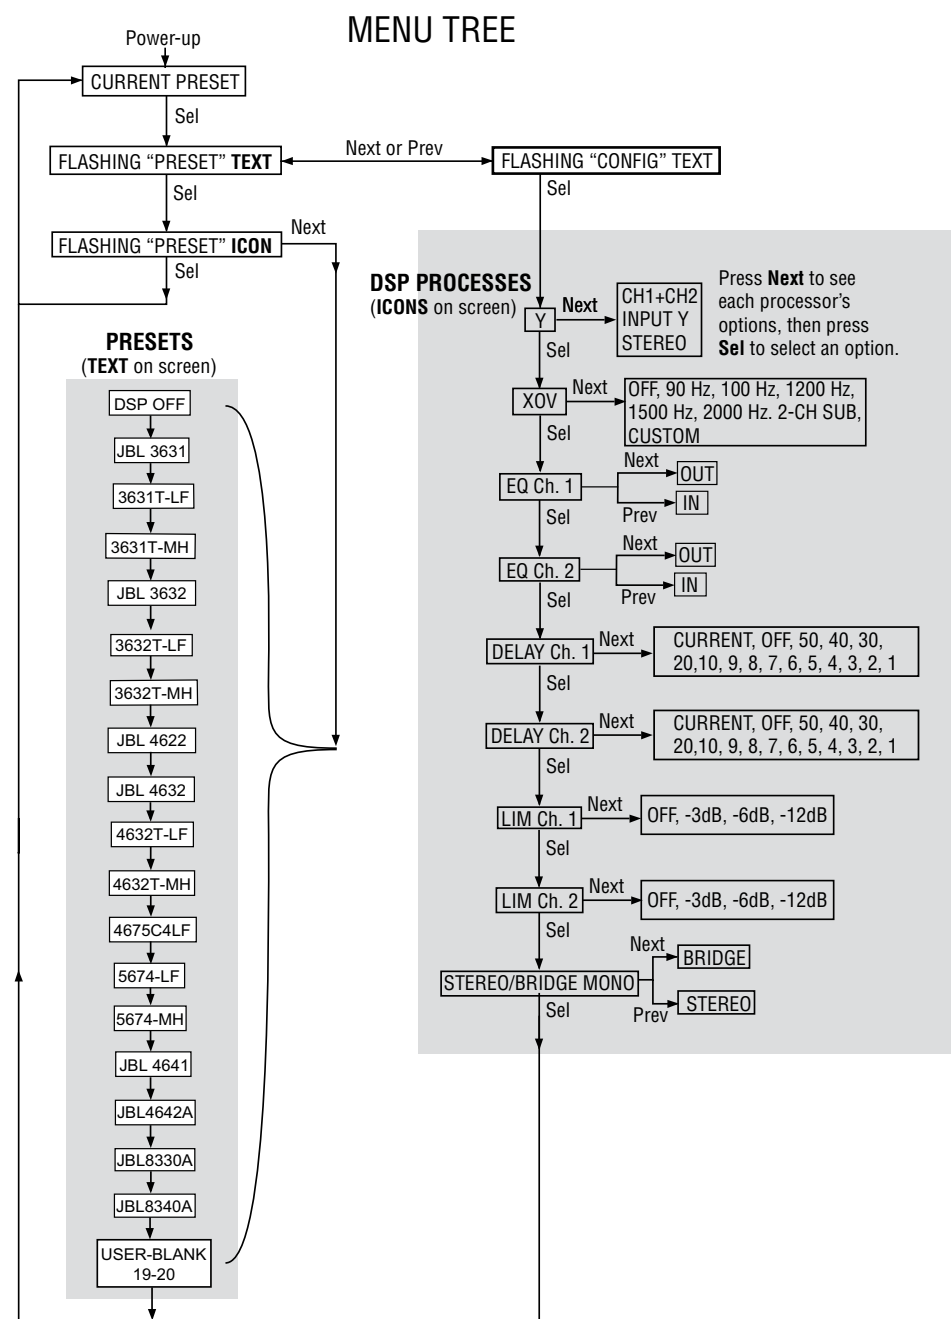 MENU TREE
Power-up
CURRENT PRESET
Sel
FLASHING “PRESET” TEXT
Next or Prev
FLASHING “CONFIG” TEXT
Sel
Sel
FLASHING “PRESET” ICON
Next
Sel
PRESETS
(TEXT on screen)
DSP OFF
JBL 3631
3631T-LF
3631T-MH
JBL 3632
3632T-LF
3632T-MH
JBL 4622
JBL 4632
4632T-LF
4632T-MH
4675C4LF
5674-LF
5674-MH
JBL 4641
JBL4642A
JBL8330A
JBL8340A
USER-BLANK
19-20
DSP PROCESSES
(ICONS on screen)
Press Next to see
each processor's
options, then press
Sel to select an option.
Y
Next
CH1+CH2
INPUT Y
STEREO
Sel
XOV
Next
OFF, 90 Hz, 100 Hz, 1200 Hz,
1500 Hz, 2000 Hz. 2-CH SUB,
CUSTOM
Sel
EQ Ch. 1
Next
OUT
IN
Prev
Sel
EQ Ch. 2
Next
OUT
IN
Prev
Sel
DELAY Ch. 1
Next
CURRENT, OFF, 50, 40, 30,
20,10, 9, 8, 7, 6, 5, 4, 3, 2, 1
Sel
DELAY Ch. 2
Next
CURRENT, OFF, 50, 40, 30,
20,10, 9, 8, 7, 6, 5, 4, 3, 2, 1
Sel
LIM Ch. 1
Next
OFF, -3dB, -6dB, -12dB
Sel
LIM Ch. 2
Next
OFF, -3dB, -6dB, -12dB
Sel
STEREO/BRIDGE MONO
Next
BRIDGE
STEREO
Prev
Sel